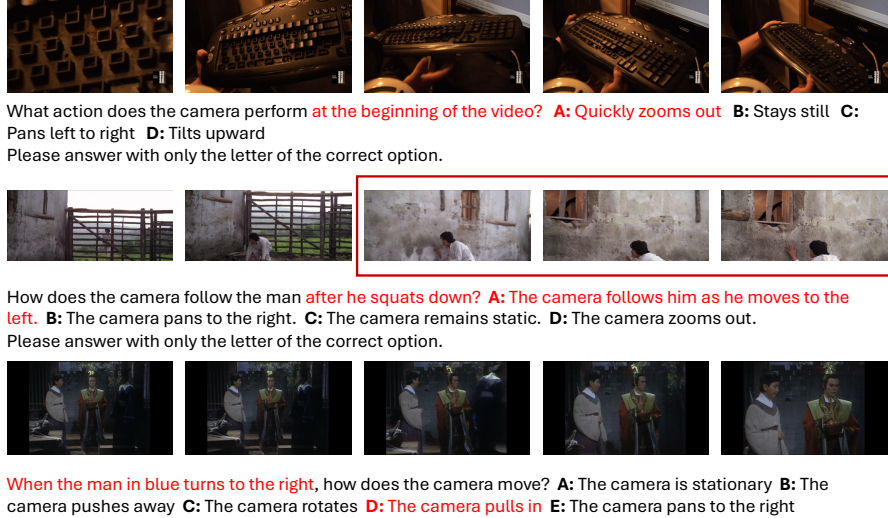 What action does the camera perform at the beginning of the video? A: Quickly zooms out B: Stays still C:
Pans left to right D: Tilts upward
Please answer with only the letter of the correct option.
How does the camera follow the man after he squats down? A: The camera follows him as he moves to the
left. B: The camera pans to the right. C: The camera remains static. D: The camera zooms out.
Please answer with only the letter of the correct option.
When the man in blue turns to the right, how does the camera move? A: The camera is stationary B: The
camera pushes away C: The camera rotates D: The camera pulls in E: The camera pans to the right